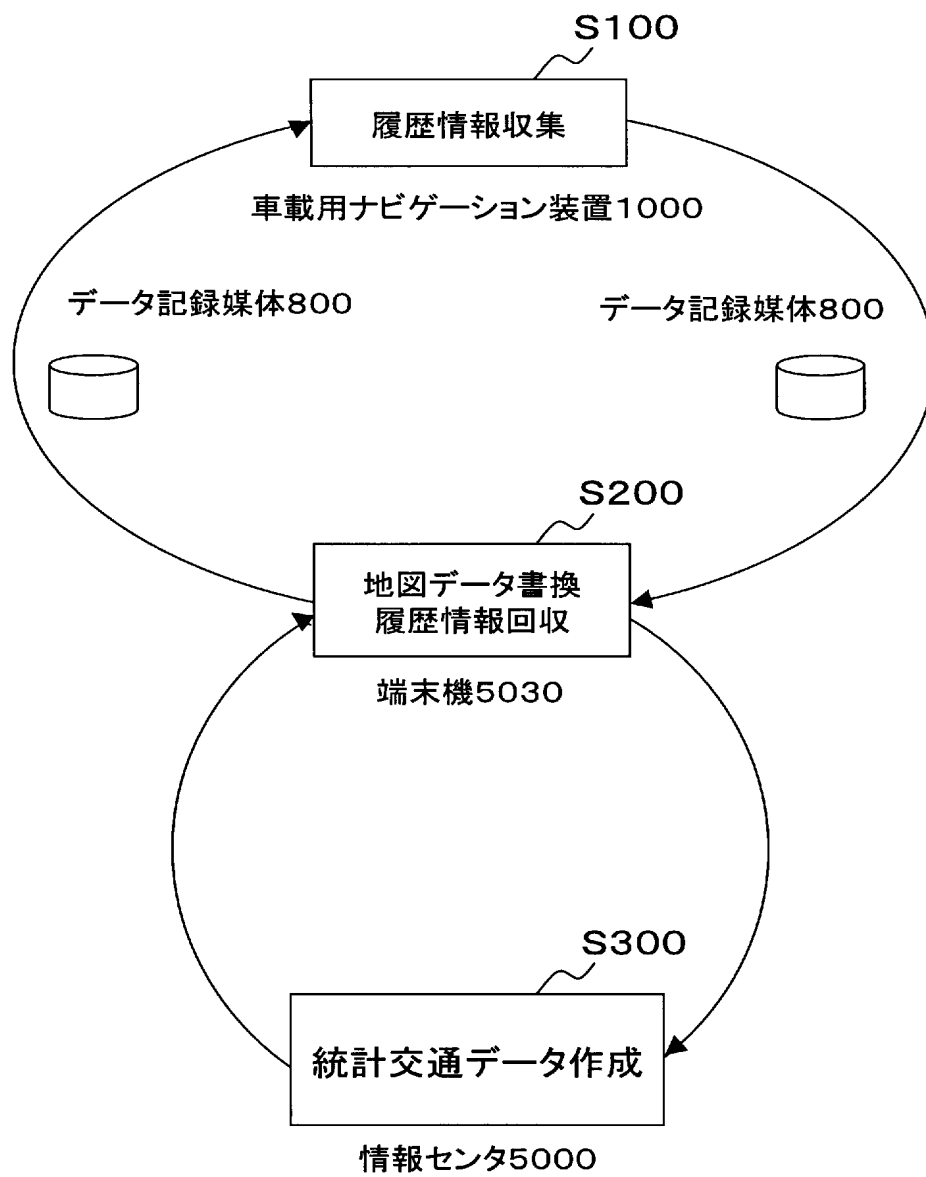 S100
履歴情報収集
車載用ナビゲーション装置1000
データ記録媒体800
データ記録媒体800
S200
地図データ書換
履歴情報回収
端末機5030
S300
統計交通データ作成
情報センタ5000